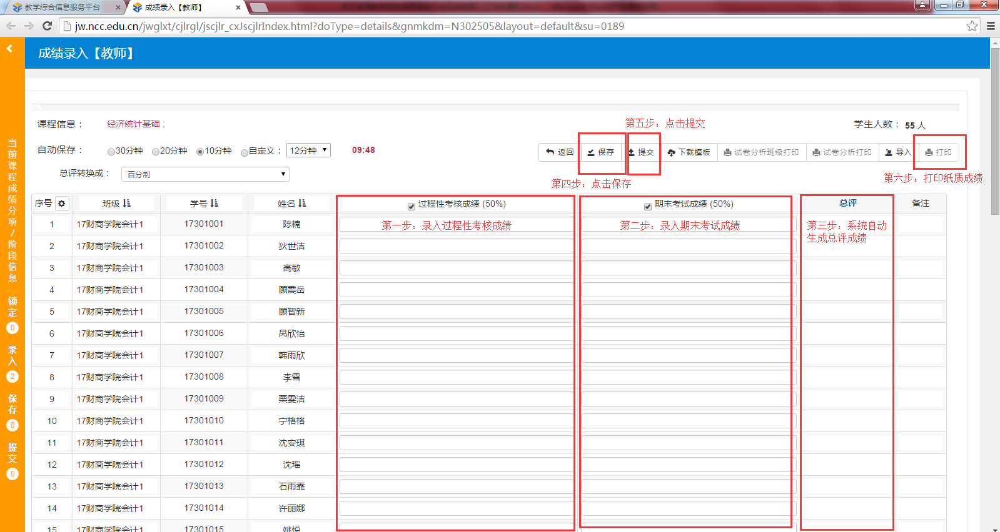 教学综合信息服务平台
成绩录入【教师】
jw.ncc.edu.cn/jwglxt/cjlrgl/jscjlr_cxJscjlrIndex.html?doType=details&gnmkdm=N302505&layout=default&su=0189
成绩录入【教师】
当前课程成绩分项/阶段信息
锁定
0
录入
2
保存
0
提交
0
0%
课程信息： 经济统计基础 ;
第五步：点击提交
学生人数： 55 人
自动保存： 30分钟 20分钟 10分钟 自定义： 12分钟 09:48
返回 保存 提交 下载模板 试卷分析班级打印 试卷分析打印 导入 打印
总评转换成： 百分制
第四步：点击保存
第六步：打印纸质成绩
序号 班级 学号 姓名 过程性考核成绩 (50%) 期末考试成绩 (50%) 总评 备注
1 17财商学院会计1 17301001 陈楠
第一步：录入过程性考核成绩
第二步：录入期末考试成绩
第三步：系统自动
生成总评成绩
2 17财商学院会计1 17301002 狄世洁
3 17财商学院会计1 17301003 高敏
4 17财商学院会计1 17301004 顾震岳
5 17财商学院会计1 17301005 顾智新
6 17财商学院会计1 17301006 呙欣怡
7 17财商学院会计1 17301007 韩雨欣
8 17财商学院会计1 17301008 李雪
9 17财商学院会计1 17301009 栗雯洁
10 17财商学院会计1 17301010 宁格格
11 17财商学院会计1 17301011 沈安琪
12 17财商学院会计1 17301012 沈瑶
13 17财商学院会计1 17301013 石雨霏
14 17财商学院会计1 17301014 许丽娜
15 17财商学院会计1 17301015 姚悦